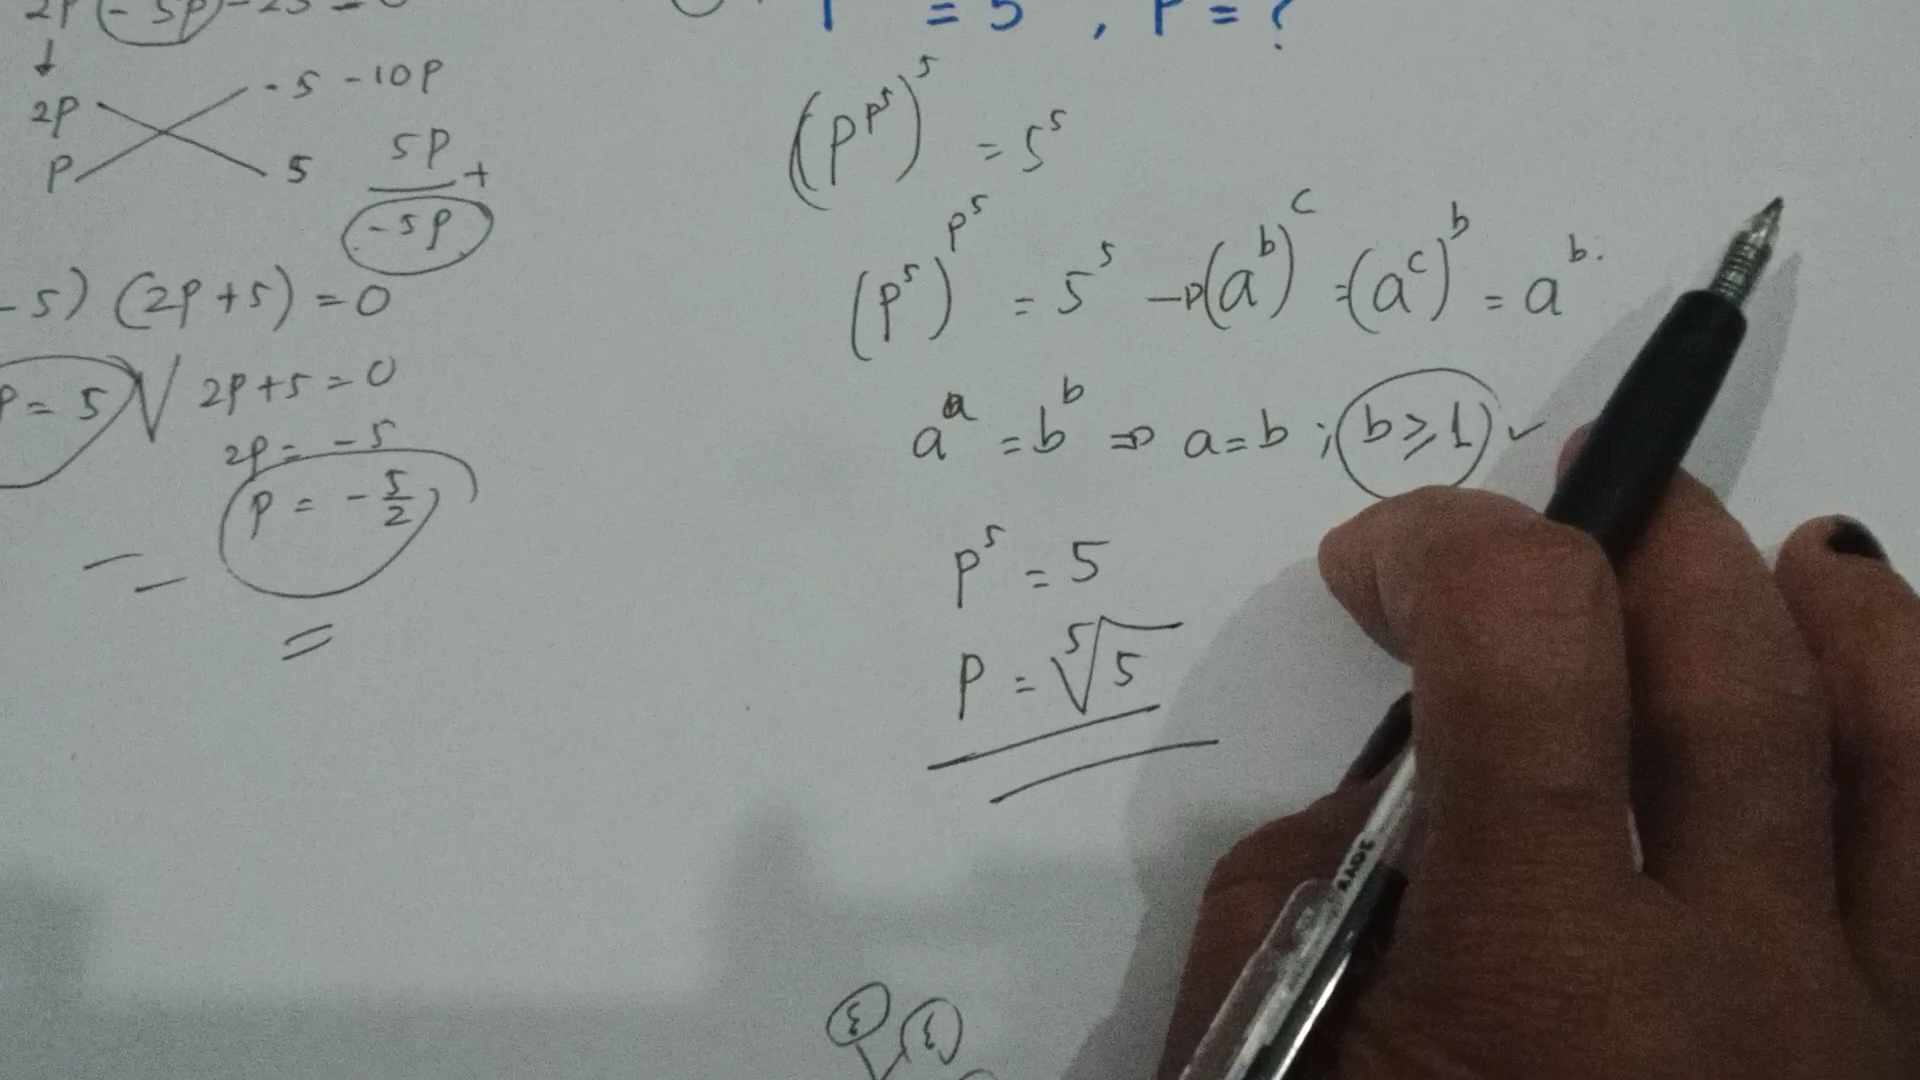 = 5 , P = ?
- 5 - 10P
2P
P 5 5P +
- 5P
- 5) (2P + 5) = 0
P = 5 √ 2P + 5 = 0
2P = - 5
P = - 5/2
(P^P^5)^5 = 5^5
(P^5)^P^5 = 5^5 → (a^b)^c = (a^c)^b = a^b.
a^a = b^b ⇒ a = b ; b ≥ 1 ✓
P^5 = 5
P = ⁵√5